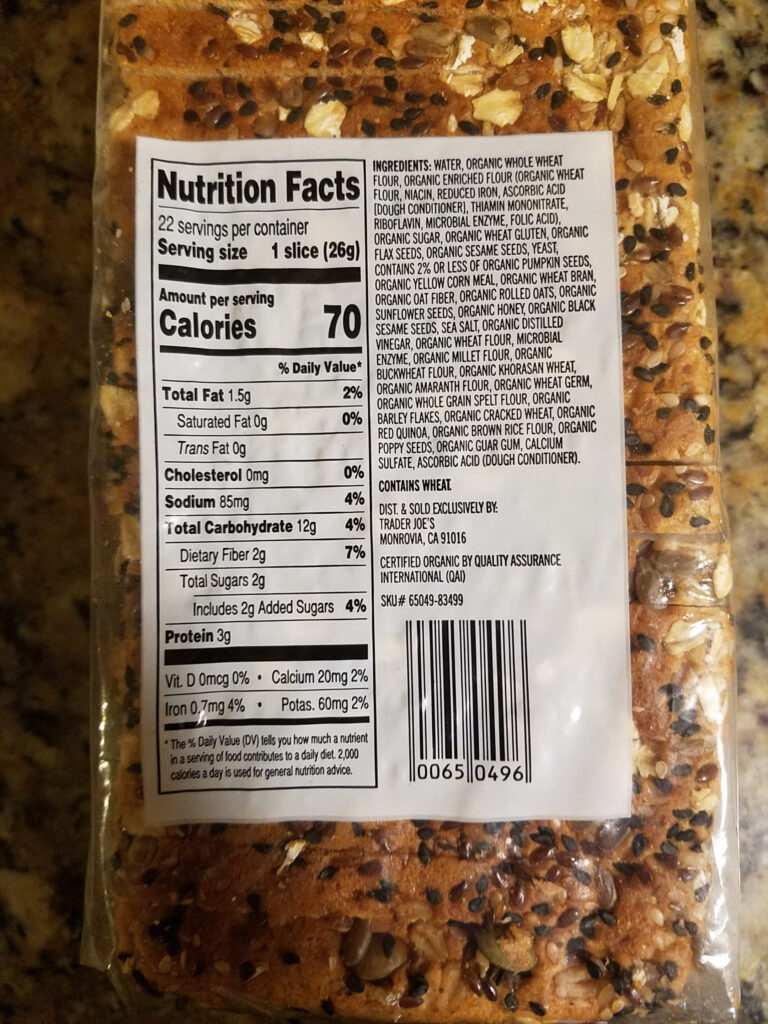 Nutrition Facts
22 servings per container
Serving size 1 slice (26g)
Amount per serving
Calories 70
% Daily Value*
Total Fat 1.5g 2%
Saturated Fat 0g 0%
Trans Fat 0g
Cholesterol 0mg 0%
Sodium 85mg 4%
Total Carbohydrate 12g 4%
Dietary Fiber 2g 7%
Total Sugars 2g
Includes 2g Added Sugars 4%
Protein 3g
Vit. D 0mcg 0% • Calcium 20mg 2%
Iron 0.7mg 4% • Potas. 60mg 2%
* The % Daily Value (DV) tells you how much a nutrient
in a serving of food contributes to a daily diet. 2,000
calories a day is used for general nutrition advice.
INGREDIENTS: WATER, ORGANIC WHOLE WHEAT
FLOUR, ORGANIC ENRICHED FLOUR (ORGANIC WHEAT
FLOUR, NIACIN, REDUCED IRON, ASCORBIC ACID
[DOUGH CONDITIONER], THIAMIN MONONITRATE,
RIBOFLAVIN, MICROBIAL ENZYME, FOLIC ACID),
ORGANIC SUGAR, ORGANIC WHEAT GLUTEN, ORGANIC
FLAX SEEDS, ORGANIC SESAME SEEDS, YEAST,
CONTAINS 2% OR LESS OF ORGANIC PUMPKIN SEEDS,
ORGANIC YELLOW CORN MEAL, ORGANIC WHEAT BRAN,
ORGANIC OAT FIBER, ORGANIC ROLLED OATS, ORGANIC
SUNFLOWER SEEDS, ORGANIC HONEY, ORGANIC BLACK
SESAME SEEDS, SEA SALT, ORGANIC DISTILLED
VINEGAR, ORGANIC WHEAT FLOUR, MICROBIAL
ENZYME, ORGANIC MILLET FLOUR, ORGANIC
BUCKWHEAT FLOUR, ORGANIC KHORASAN WHEAT,
ORGANIC AMARANTH FLOUR, ORGANIC WHEAT GERM,
ORGANIC WHOLE GRAIN SPELT FLOUR, ORGANIC
BARLEY FLAKES, ORGANIC CRACKED WHEAT, ORGANIC
RED QUINOA, ORGANIC BROWN RICE FLOUR, ORGANIC
POPPY SEEDS, ORGANIC GUAR GUM, CALCIUM
SULFATE, ASCORBIC ACID (DOUGH CONDITIONER).
CONTAINS WHEAT.
DIST. & SOLD EXCLUSIVELY BY:
TRADER JOE'S
MONROVIA, CA 91016
CERTIFIED ORGANIC BY QUALITY ASSURANCE
INTERNATIONAL (QAI)
SKU# 65049-83499
0065 0496